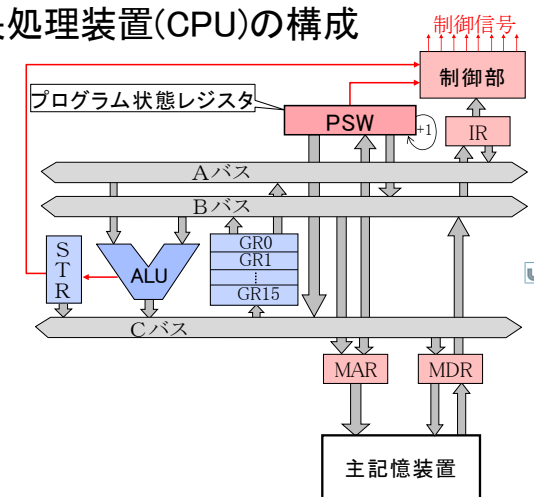 処理装置(CPU)の構成
制御信号
制御部
プログラム状態レジスタ
PSW
+1
IR
Aバス
Bバス
S
T
R
ALU
GR0
GR1
GR15
Cバス
MAR
MDR
主記憶装置